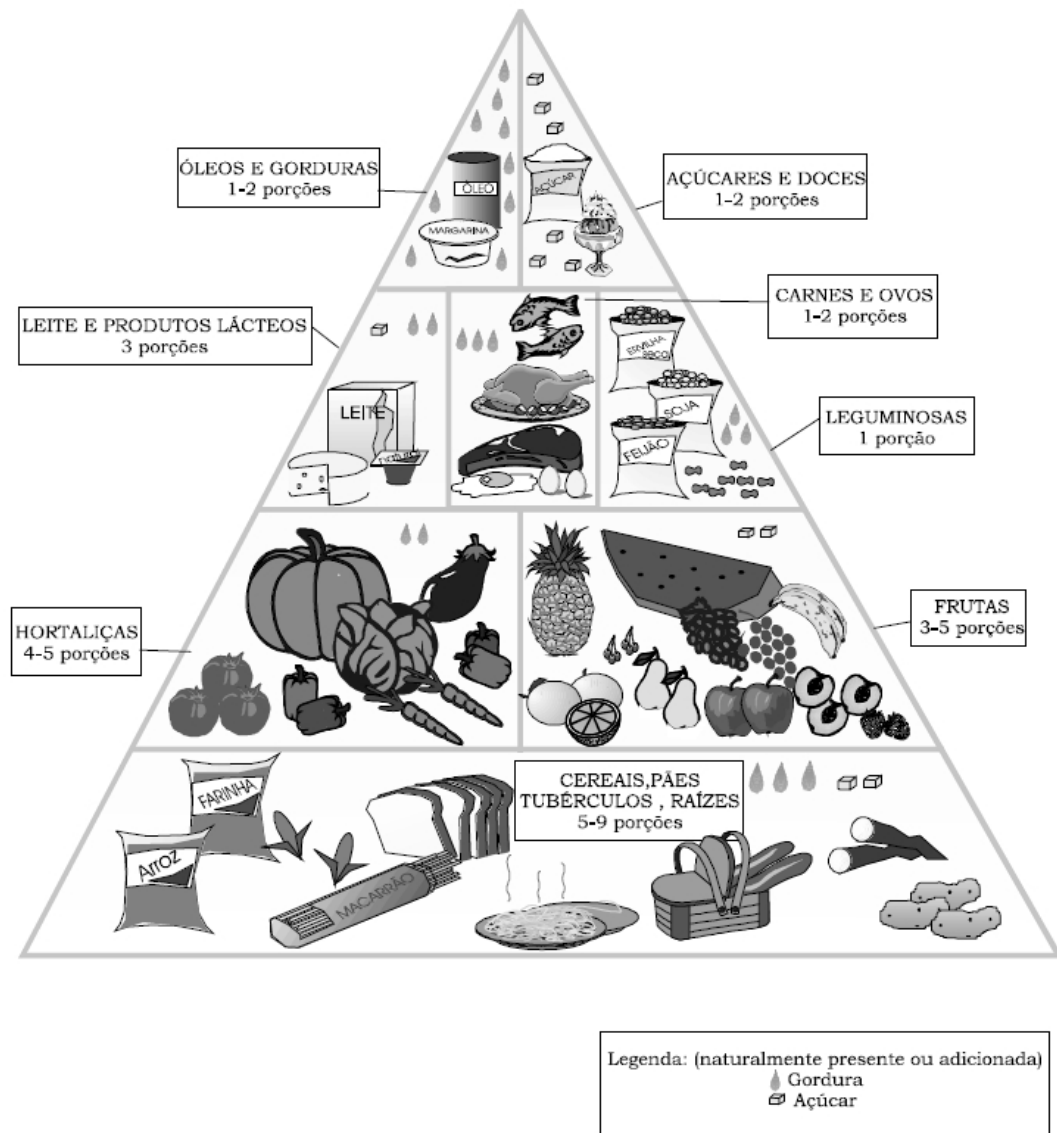 ÓLEOS E GORDURAS
1-2 porções
AÇÚCARES E DOCES
1-2 porções
ÓLEO
AÇÚCAR
MARGARINA
CARNES E OVOS
1-2 porções
LEITE E PRODUTOS LÁCTEOS
3 porções
ERVILHA
SECA
LEITE
SOJA
LEGUMINOSAS
1 porção
FEIJÃO
HORTALIÇAS
4-5 porções
FRUTAS
3-5 porções
CEREAIS,PÃES
TUBÉRCULOS , RAÍZES
5-9 porções
FARINHA
Arroz
MACARRÃO
Legenda: (naturalmente presente ou adicionada)
Gordura
Açúcar